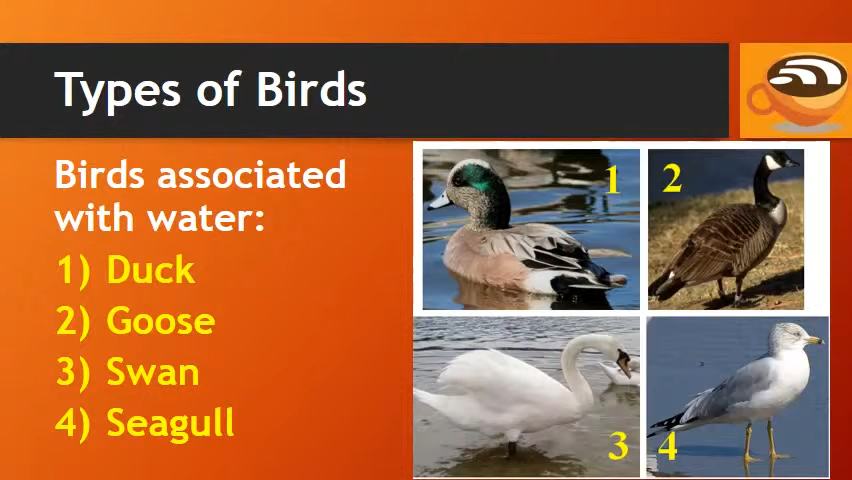 Types of Birds
Birds associated
with water:
1) Duck
2) Goose
3) Swan
4) Seagull
1
2
3
4